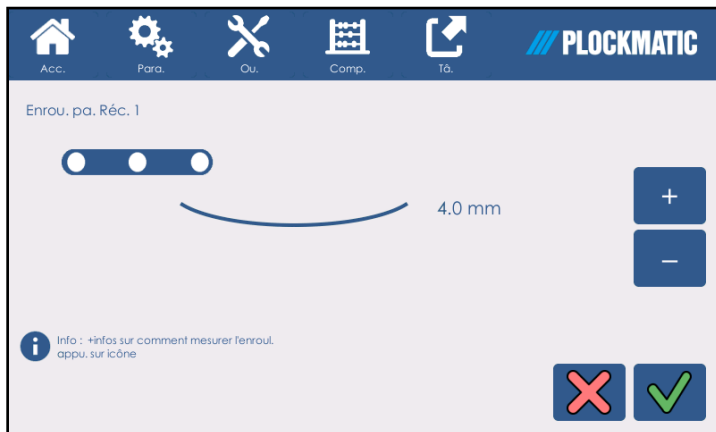 Acc.
Para.
Ou.
Comp.
Tâ.
PLOCKMATIC
Enrou. pa. Réc. 1
4.0 mm
+
–
Info : +infos sur comment mesurer l'enroul.
appu. sur icône